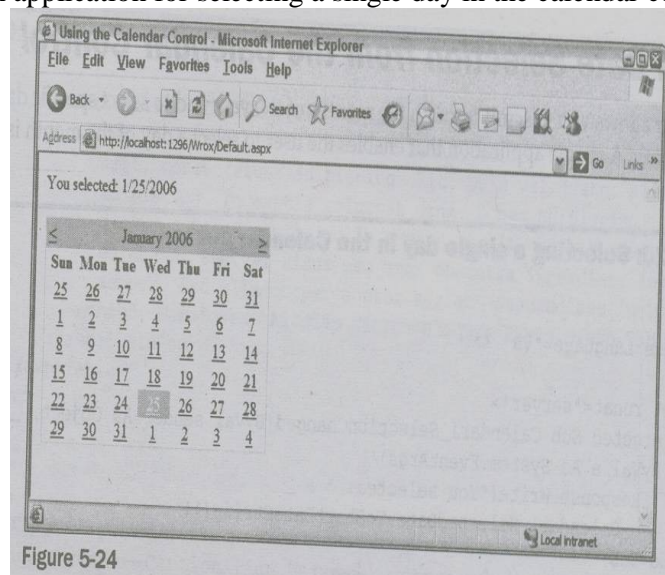 application for selecting a single day in the calendar
Using the Calendar Control - Microsoft Internet Explorer
File Edit View Favorites Tools Help
Back Search Favorites
Address http://localhost:1296/Wrox/Default.aspx Go Links »
You selected: 1/25/2006
< January 2006 >
Sun Mon Tue Wed Thu Fri Sat
25 26 27 28 29 30 31
1 2 3 4 5 6 7
8 9 10 11 12 13 14
15 16 17 18 19 20 21
22 23 24 25 26 27 28
29 30 31 1 2 3 4
Local intranet
Figure 5-24